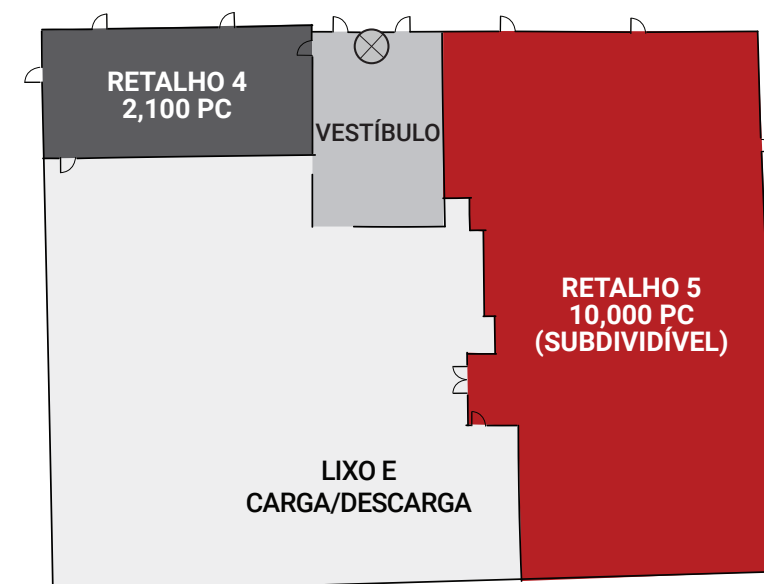 RETALHO 4
2,100 PC
VESTÍBULO
RETALHO 5
10,000 PC
(SUBDIVIDÍVEL)
LIXO E
CARGA/DESCARGA